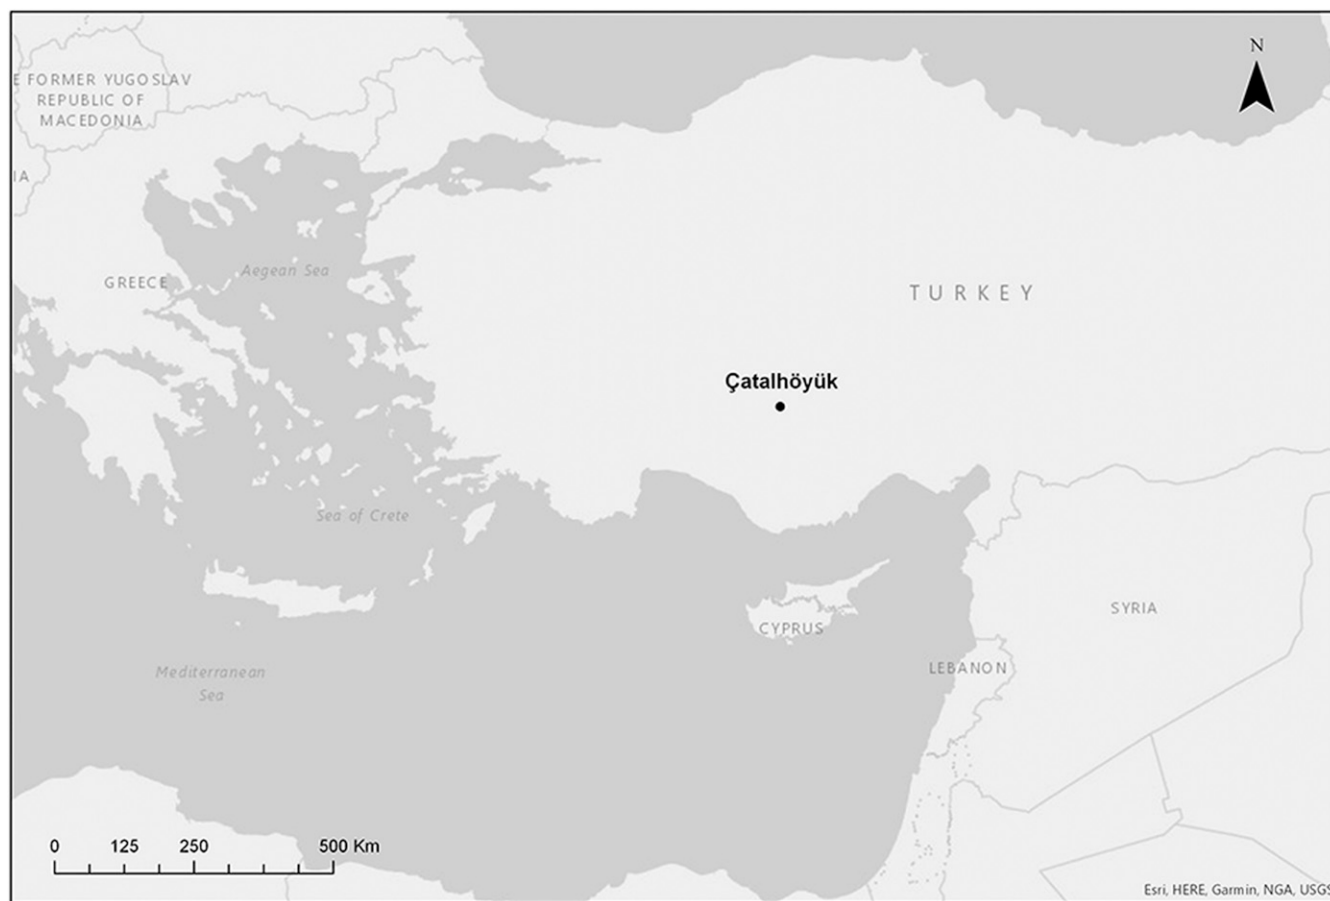 N
E FORMER YUGOSLAV
REPUBLIC OF
MACEDONIA
IA
Aegean Sea
GREECE
TURKEY
Çatalhöyük
Sea of Crete
SYRIA
CYPRUS
LEBANON
Mediterranean
Sea
0 125 250 500 Km
Esri, HERE, Garmin, NGA, USGS